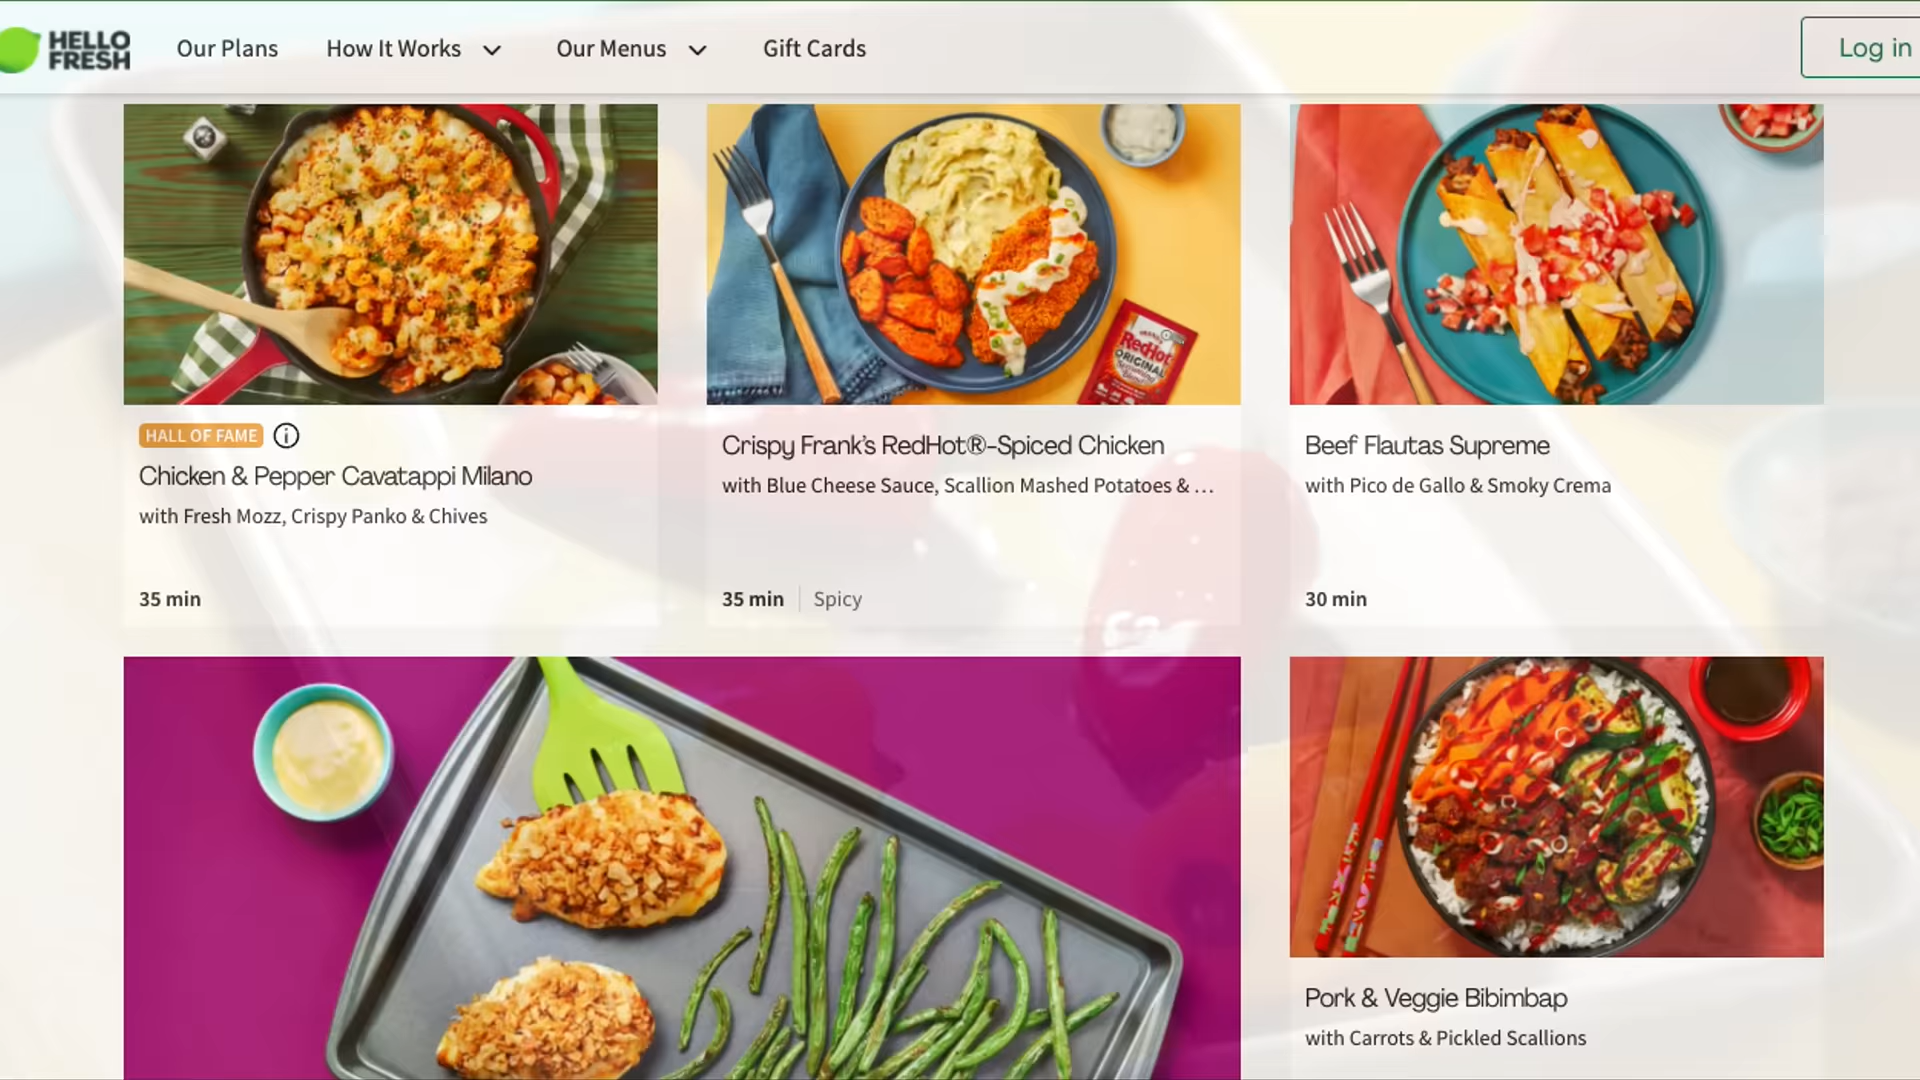 HELLO
FRESH
Our Plans
How It Works
Our Menus
Gift Cards
Log in
RedHot
ORIGINAL
HALL OF FAME
Chicken & Pepper Cavatappi Milano
with Fresh Mozz, Crispy Panko & Chives
35 min
Crispy Frank's RedHot®-Spiced Chicken
with Blue Cheese Sauce, Scallion Mashed Potatoes & ...
35 min
Spicy
Beef Flautas Supreme
with Pico de Gallo & Smoky Crema
30 min
Pork & Veggie Bibimbap
with Carrots & Pickled Scallions